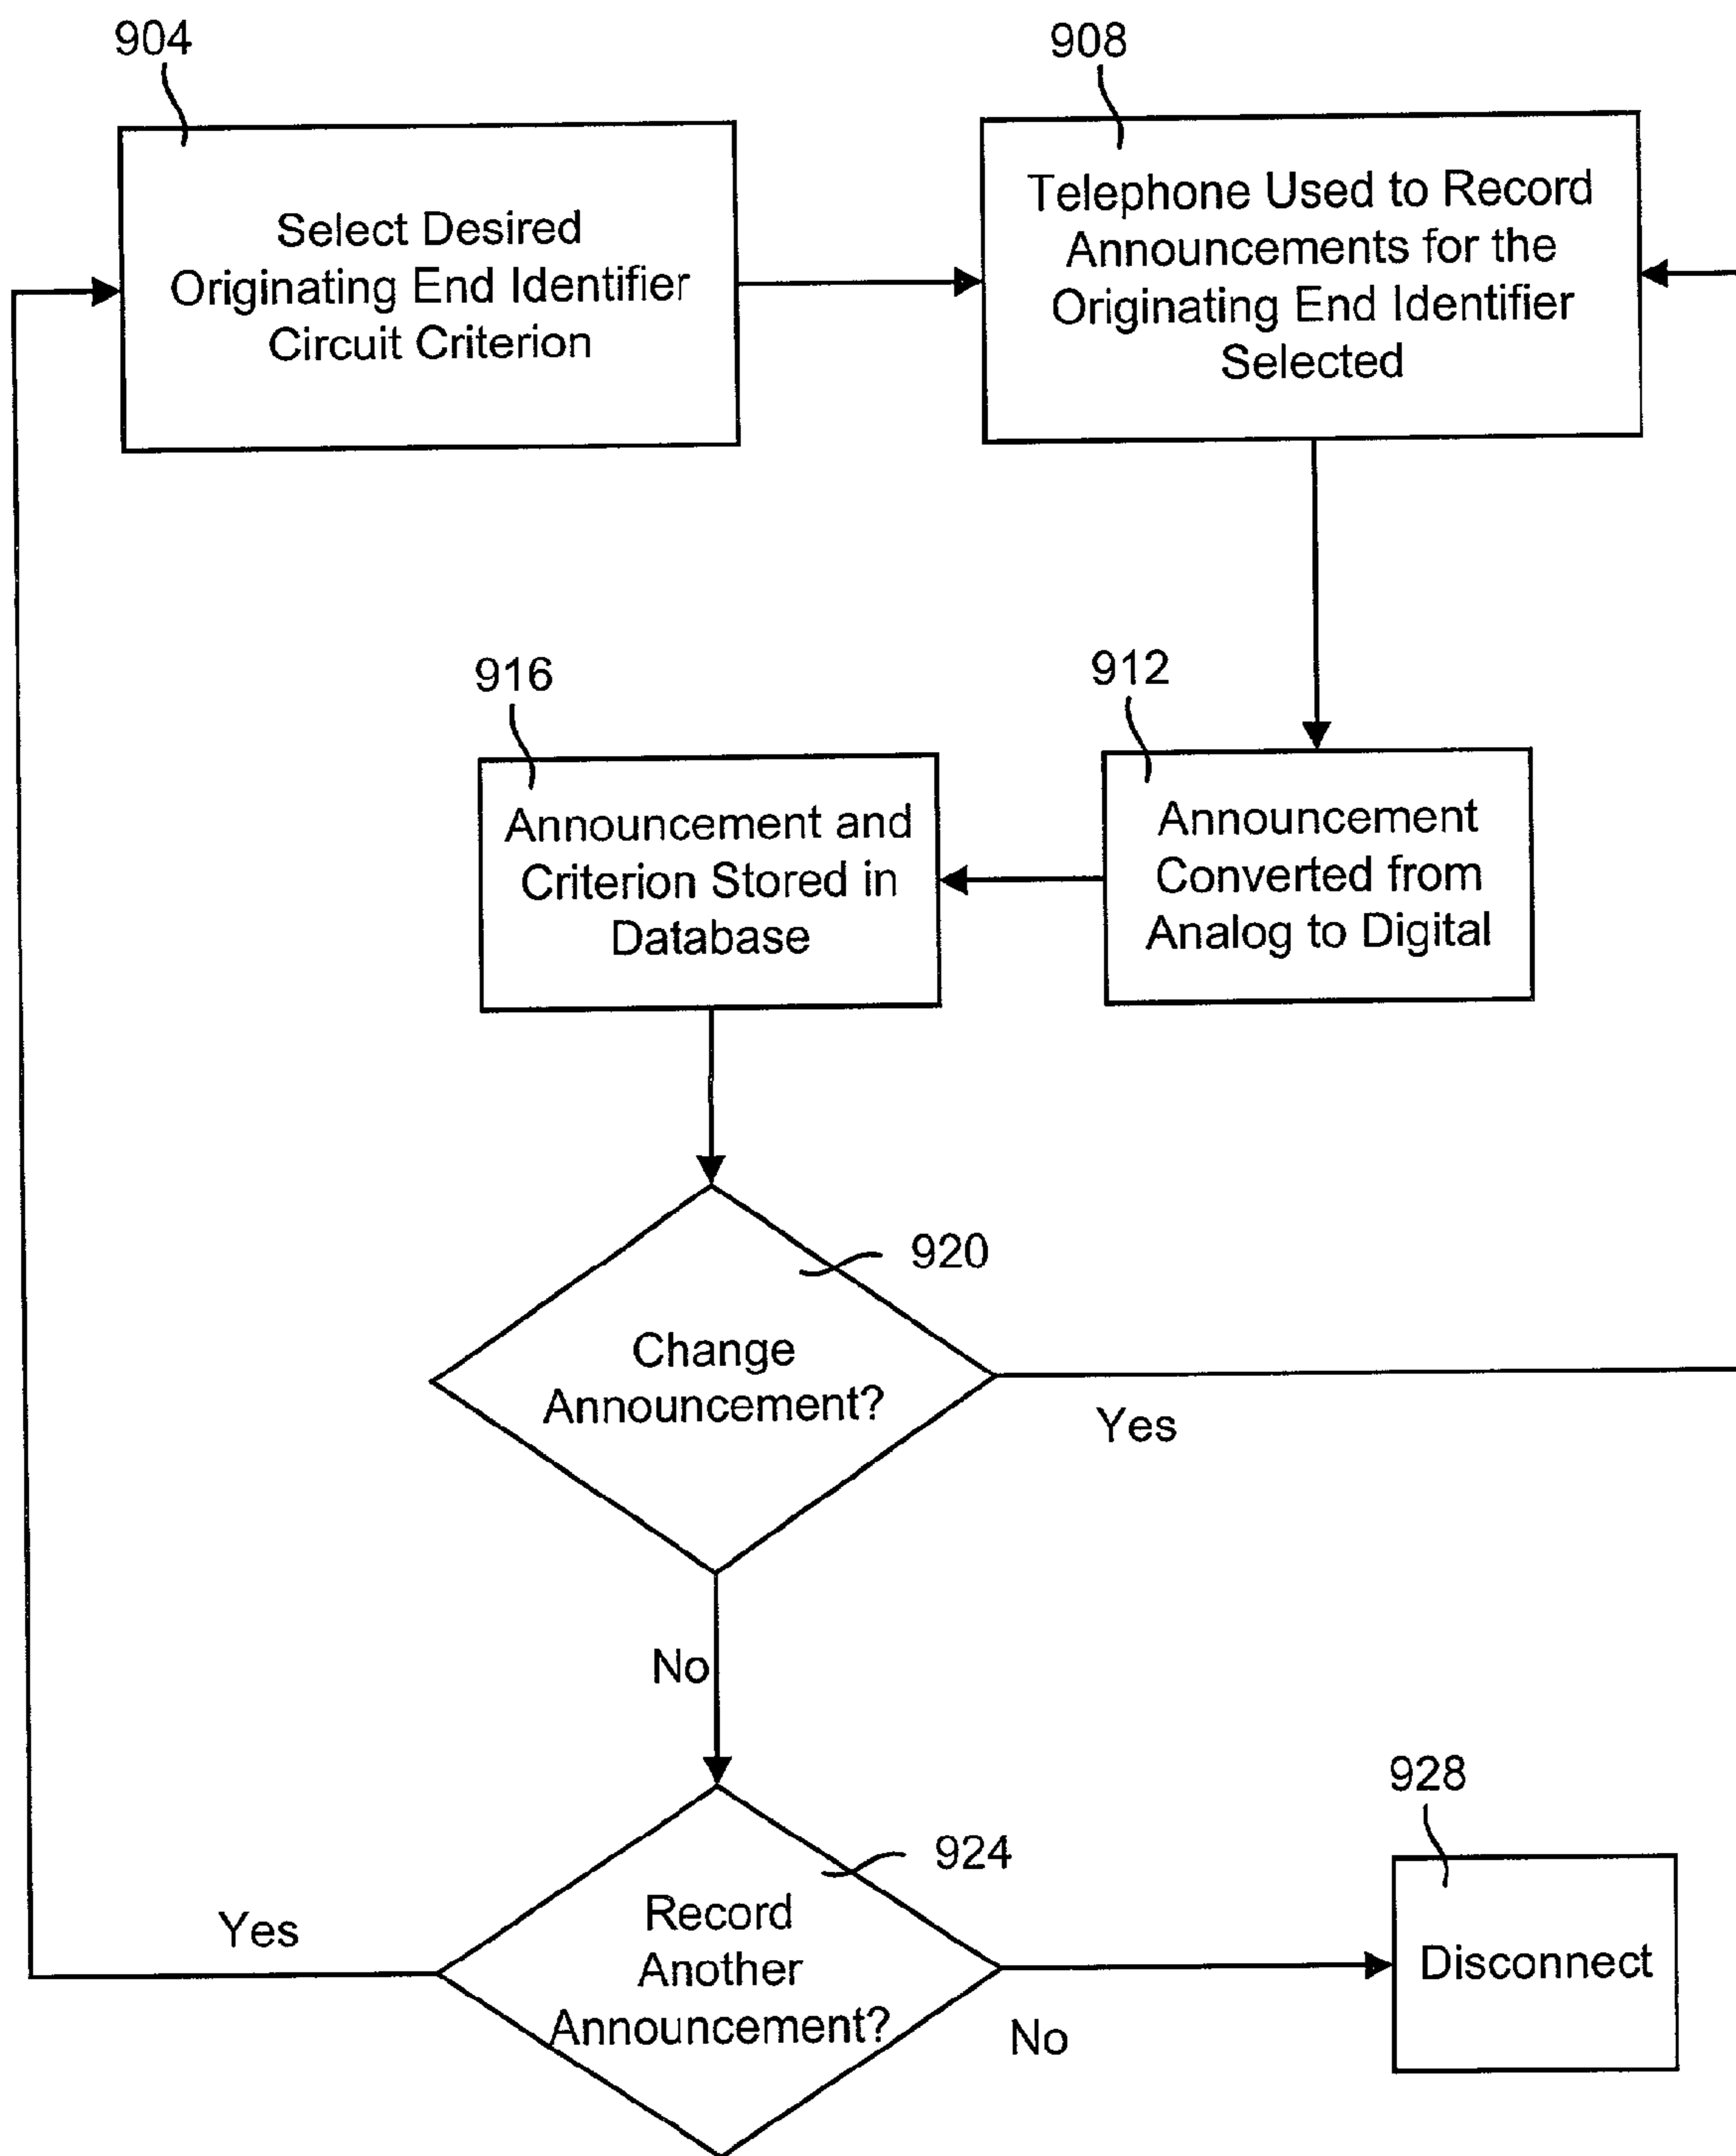 904
908
Select Desired
Originating End Identifier
Circuit Criterion
Telephone Used to Record
Announcements for the
Originating End Identifier
Selected
916
912
Announcement and
Criterion Stored in
Database
Announcement
Converted from
Analog to Digital
920
Change
Announcement?
Yes
No
928
924
Record
Another
Announcement?
Yes
No
Disconnect